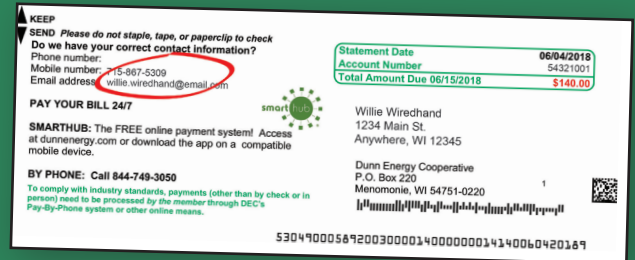 KEEP
SEND Please do not staple, tape, or paperclip to check
Do we have your correct contact information?
Phone number:
Mobile number: 715-867-5309
Email address: willie.wiredhand@email.com
PAY YOUR BILL 24/7
SMARTHUB: The FREE online payment system! Access
at dunnenergy.com or download the app on a compatible
mobile device.
BY PHONE: Call 844-749-3050
To comply with industry standards, payments (other than by check or in
person) need to be processed by the member through DEC's
Pay-By-Phone system or other online means.
smarthub
Statement Date 06/04/2018
Account Number 54321001
Total Amount Due 06/15/2018 $140.00
Willie Wiredhand
1234 Main St.
Anywhere, WI 12345
Dunn Energy Cooperative
P.O. Box 220
Menomonie, WI 54751-0220
1
530490005892003000014000000014140060420189